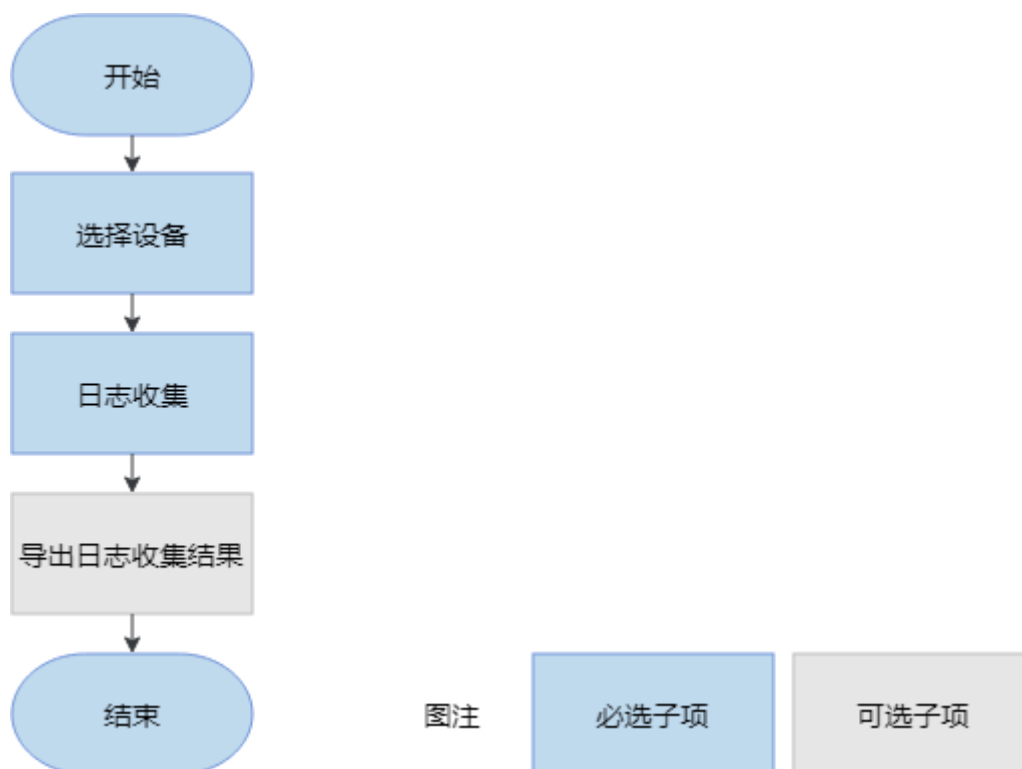 开始
选择设备
日志收集
导出日志收集结果
结束
图注
必选子项
可选子项